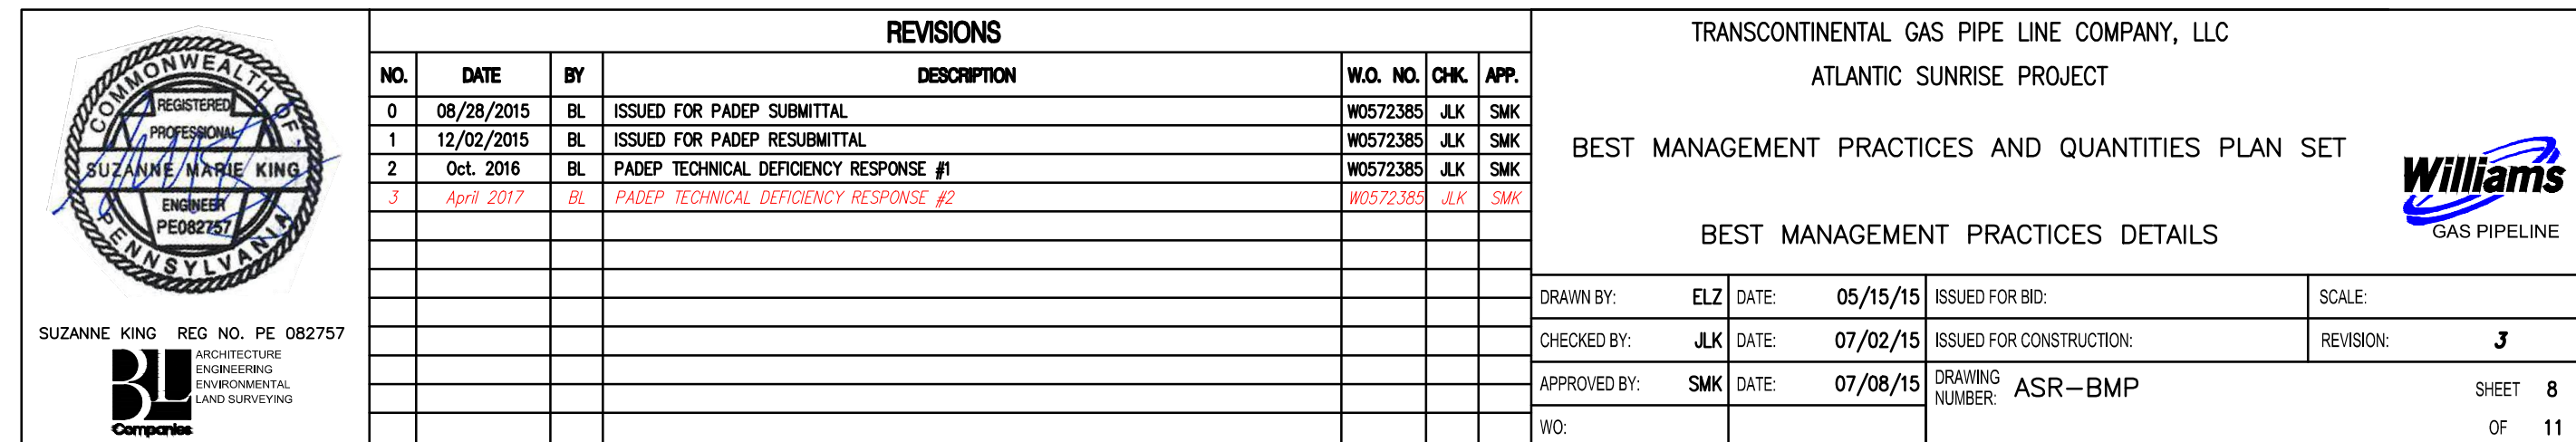 COMMONWEALTH OF
REGISTERED
PROFESSIONAL
SUZANNE MARIE KING
ENGINEER
PE082757
PENNSYLVANIA
SUZANNE KING REG NO. PE 082757
BL
ARCHITECTURE
ENGINEERING
ENVIRONMENTAL
LAND SURVEYING
Companies
REVISIONS
NO. DATE BY DESCRIPTION W.O. NO. CHK. APP.
0 08/28/2015 BL ISSUED FOR PADEP SUBMITTAL W0572385 JLK SMK
1 12/02/2015 BL ISSUED FOR PADEP RESUBMITTAL W0572385 JLK SMK
2 Oct. 2016 BL PADEP TECHNICAL DEFICIENCY RESPONSE #1 W0572385 JLK SMK
3 April 2017 BL PADEP TECHNICAL DEFICIENCY RESPONSE #2 W0572385 JLK SMK
TRANSCONTINENTAL GAS PIPE LINE COMPANY, LLC
ATLANTIC SUNRISE PROJECT
BEST MANAGEMENT PRACTICES AND QUANTITIES PLAN SET
BEST MANAGEMENT PRACTICES DETAILS
Williams
GAS PIPELINE
DRAWN BY: ELZ DATE: 05/15/15 ISSUED FOR BID: SCALE:
CHECKED BY: JLK DATE: 07/02/15 ISSUED FOR CONSTRUCTION: REVISION: 3
APPROVED BY: SMK DATE: 07/08/15 DRAWING NUMBER: ASR-BMP SHEET 8
WO: OF 11